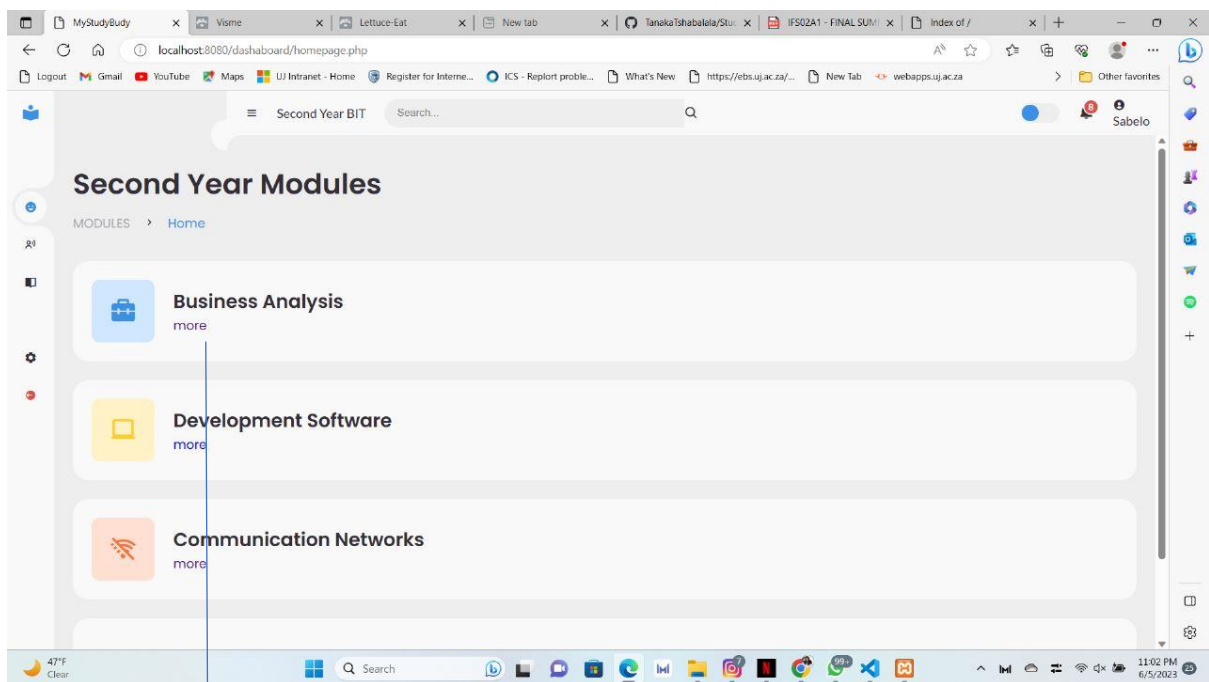 MyStudyBudy
Visme
Lettuce-Eat
New tab
TanakaTshabalala/Stu
IFS02A1 - FINAL SUM
Index of /
localhost:8080/dashaboard/homepage.php
Logout
Gmail
YouTube
Maps
UJ Intranet - Home
Register for Interne...
ICS - Replort proble...
What's New
https://ebs.uj.ac.za/...
New Tab
webapps.uj.ac.za
Other favorites
Second Year BIT
Search...
8
Sabelo
Second Year Modules
MODULES > Home
Business Analysis
more
Development Software
more
Communication Networks
more
47°F
Clear
Search
99+
11:02 PM
6/5/2023
25